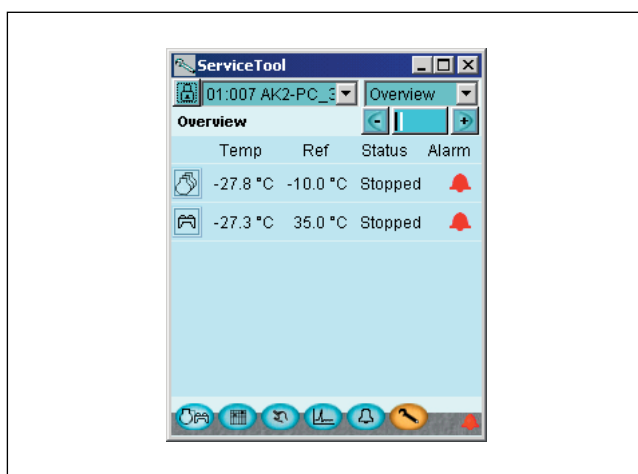 ServiceTool
01:007 AK2-PC_3 Overview
Overview
Temp Ref Status Alarm
-27.8 °C -10.0 °C Stopped
-27.3 °C 35.0 °C Stopped